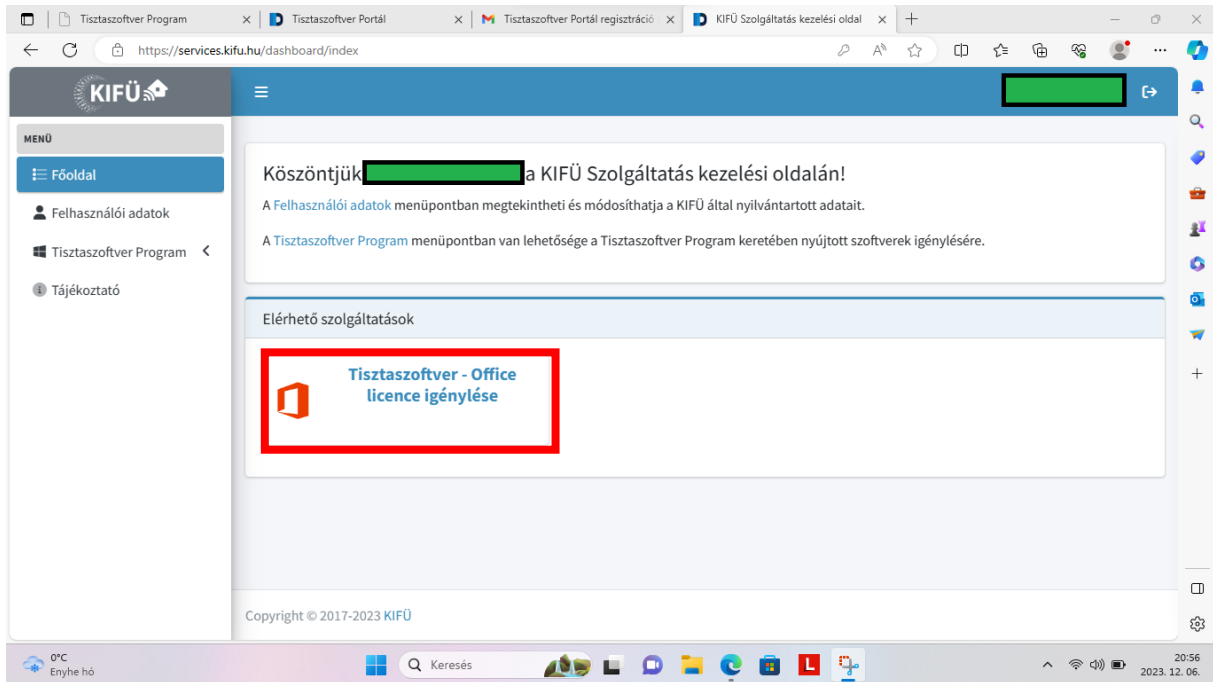 Tisztaszoftver Program
Tisztaszoftver Portál
Tisztaszoftver Portál regisztráció
KIFÜ Szolgáltatás kezelési oldal
https://services.kifu.hu/dashboard/index
KIFÜ
MENÜ
Főoldal
Felhasználói adatok
Tisztaszoftver Program
Tájékoztató
Köszöntjük a KIFÜ Szolgáltatás kezelési oldalán!
A Felhasználói adatok menüpontban megtekintheti és módosíthatja a KIFÜ által nyilvántartott adatait.
A Tisztaszoftver Program menüpontban van lehetősége a Tisztaszoftver Program keretében nyújtott szoftverek igénylésére.
Elérhető szolgáltatások
Tisztaszoftver - Office
licence igénylése
Copyright © 2017-2023 KIFÜ
0°C
Enyhe hó
Keresés
L
20:56
2023. 12. 06.